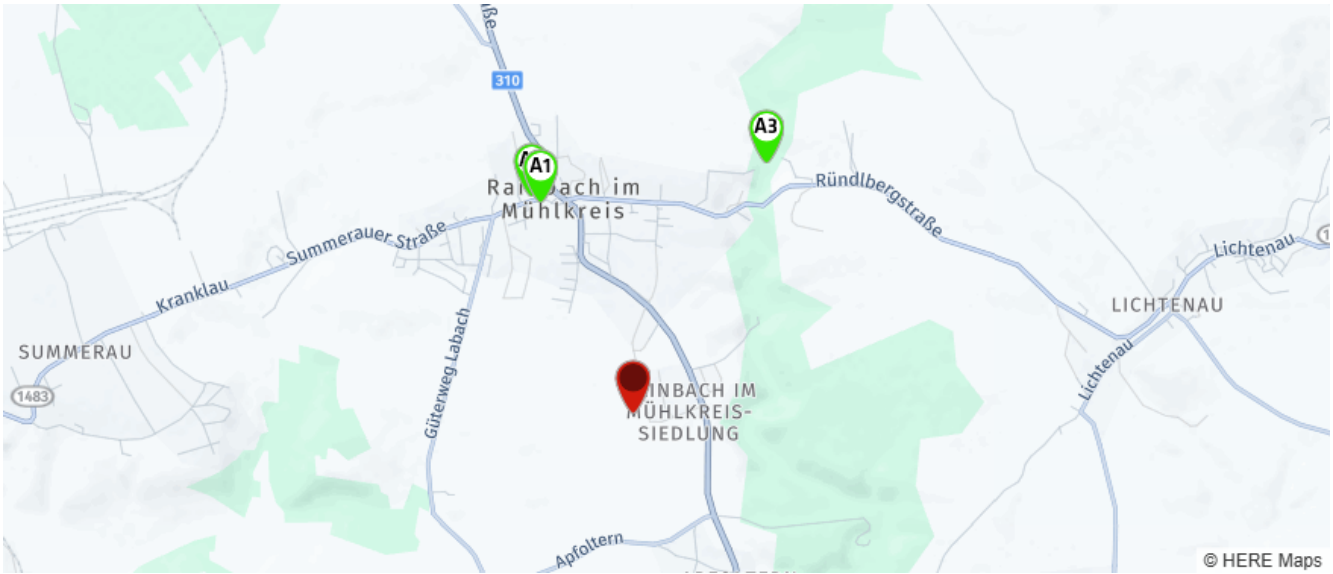 310
A3
A1
Mühlkreis
Ründlbergstraße
Summerauer Straße
Kranklau
Lichtenau
LICHTENAU
SUMMERAU
1483
Güterweg Labach
Lichtenau
MÜHLKREIS-
SIEDLUNG
Apfoltern
© HERE Maps